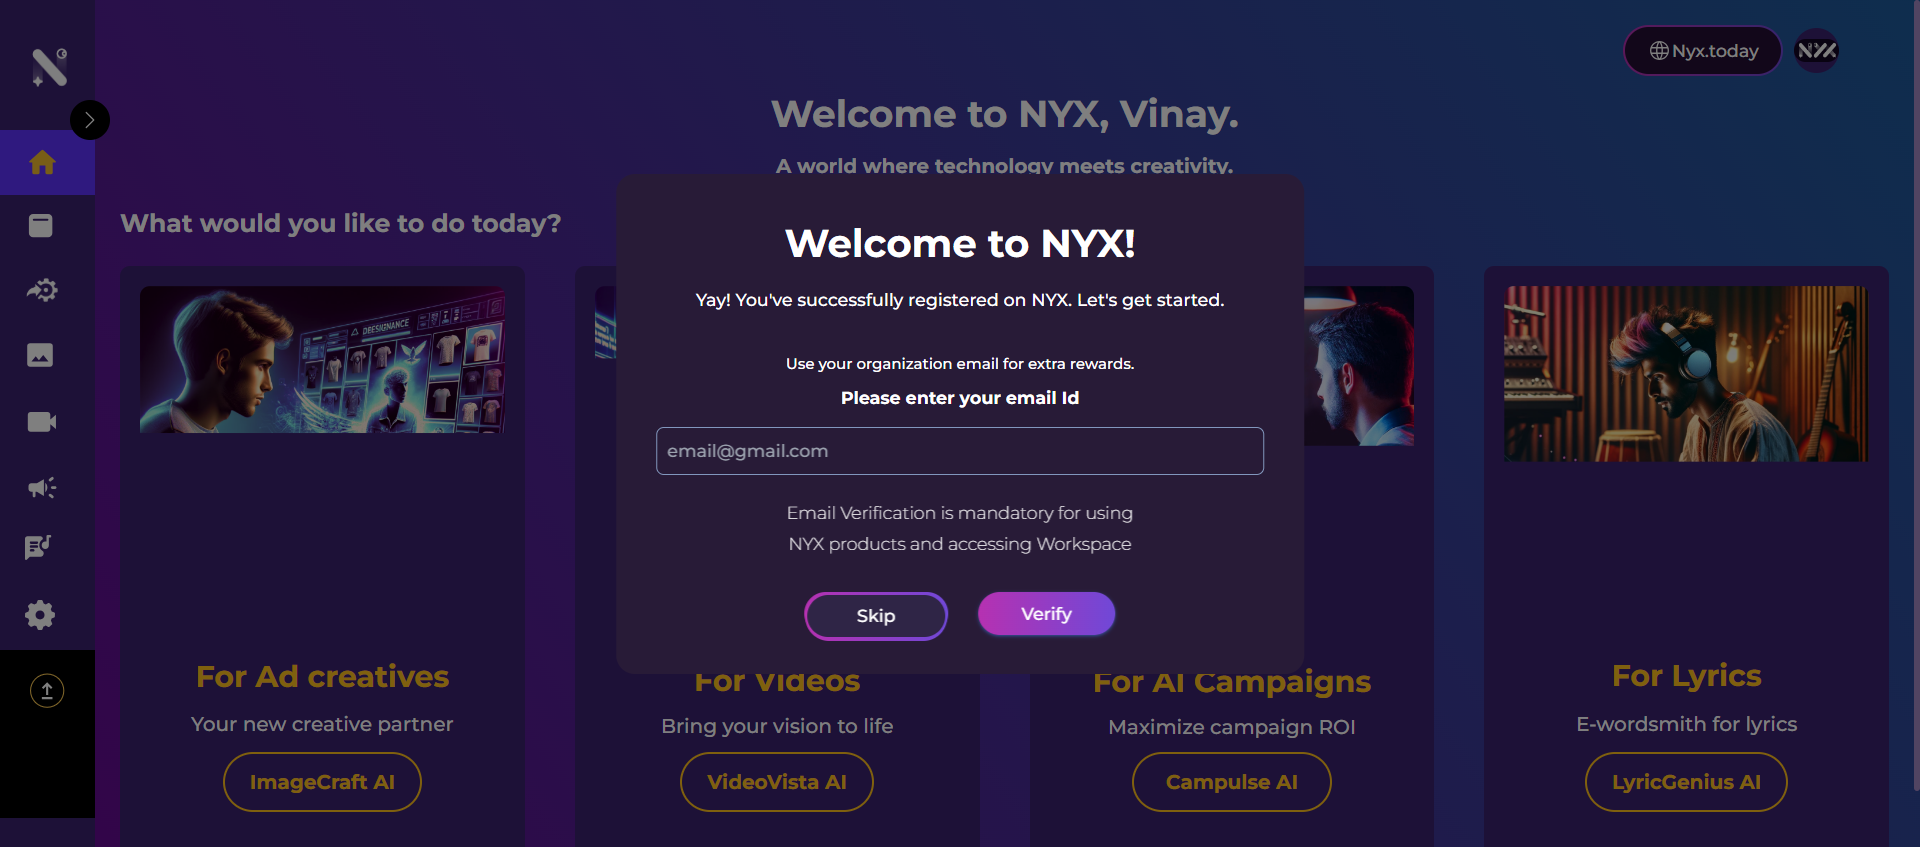 Nyx.today
NYX
Welcome to NYX, Vinay.
A world where technology meets creativity.
What would you like to do today?
Welcome to NYX!
Yay! You've successfully registered on NYX. Let's get started.
Use your organization email for extra rewards.
Please enter your email Id
email@gmail.com
Email Verification is mandatory for using
NYX products and accessing Workspace
Skip
Verify
For Ad creatives
Your new creative partner
ImageCraft AI
For Videos
Bring your vision to life
VideoVista AI
For AI Campaigns
Maximize campaign ROI
Campulse AI
For Lyrics
E-wordsmith for lyrics
LyricGenius AI